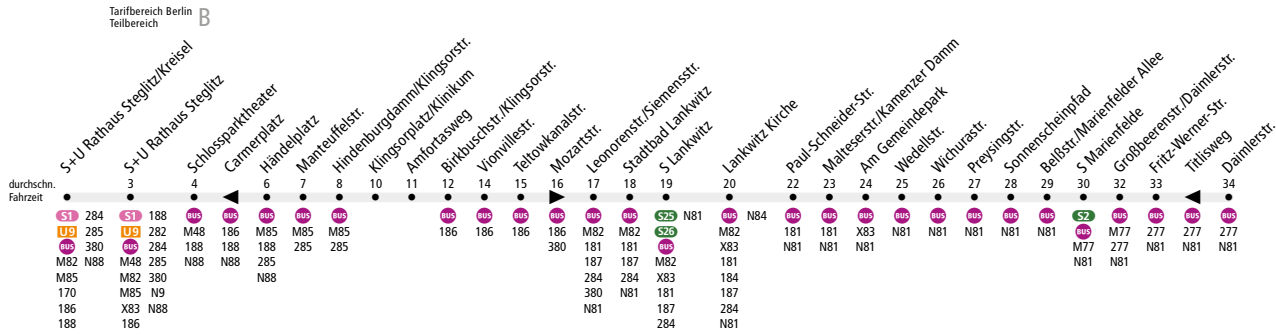 Tarifbereich Berlin
Teilbereich
B
S+U Rathaus Steglitz/Kreisel
S+U Rathaus Steglitz
Schlossparktheater
Carmerplatz
Händelplatz
Manteuffelstr.
Hindenburgdamm/Klingsorstr.
Klingsorplatz/Klinikum
Amfortasweg
Birkbuschstr./Klingsorstr.
Vionvillestr.
Teltowkanalstr.
Mozartstr.
Leonorenstr./Siemensstr.
Stadtbad Lankwitz
S Lankwitz
Lankwitz Kirche
Paul-Schneider-Str.
Malteserstr./Kamenzer Damm
Am Gemeindepark
Wedellstr.
Wichurastr.
Preysingstr.
Sonnenscheinpfad
Belßstr./Marienfelder Allee
S Marienfelde
Großbeerenstr./Daimlerstr.
Fritz-Werner-Str.
Titlisweg
Daimlerstr.
durchschn. 3 4 6 7 8 10 11 12 14 15 16 17 18 19 20 22 23 24 25 26 27 28 29 30 32 33 34
Fahrzeit
S1 284
U9 285
BUS 380
M82 N88
M85
170
186
188
S1 188
U9 282
BUS 284
M48 285
M82 380
M85 N9
X83 N88
186
BUS
M48
188
N88
BUS
186
188
N88
BUS
M85
188
285
N88
BUS
M85
285
BUS
M85
285
BUS
186
BUS
186
BUS
186
BUS
186
380
BUS
M82
181
187
284
380
N81
BUS
M82
181
187
284
N81
S25 N81
S26
BUS
M82
X83
181
187
284
BUS N84
M82
X83
181
184
187
284
N81
BUS
181
N81
BUS
181
N81
BUS
X83
N81
BUS
N81
BUS
N81
BUS
N81
BUS
N81
BUS
N81
S2
BUS
M77
N81
BUS
M77
277
N81
BUS
277
N81
BUS
277
N81
BUS
277
N81